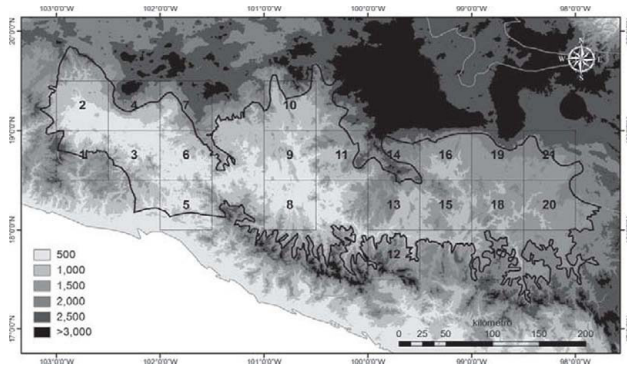 103°0'0"W 102°0'0"W 101°0'0"W 100°0'0"W 99°0'0"W 98°0'0"W
20°0'0"N
N
W E
S
2 4 7 10
19°0'0"N
1 3 6 9 11 14 16 19 21
5 8 13 15 18 20
18°0'0"N
12 17
500
1,000
1,500
2,000
2,500
>3,000
kilómetro
0 25 50 100 150 200
17°0'0"N
103°0'0"W 102°0'0"W 101°0'0"W 100°0'0"W 99°0'0"W 98°0'0"W